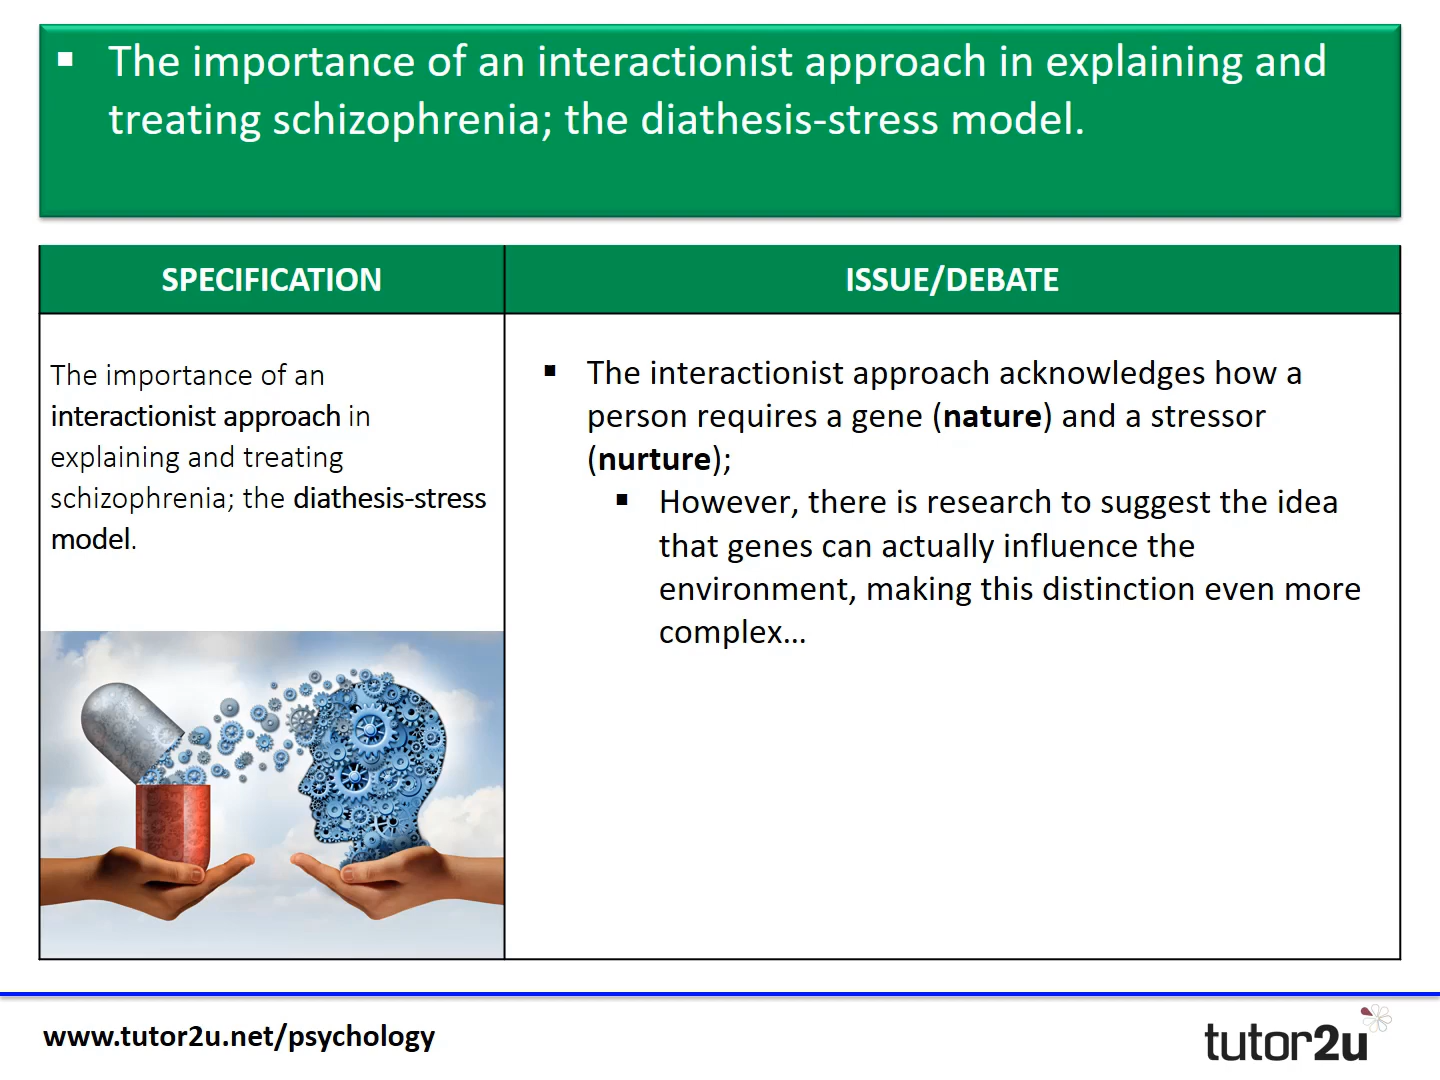 ▪ The importance of an interactionist approach in explaining and
treating schizophrenia; the diathesis-stress model.
SPECIFICATION
ISSUE/DEBATE
The importance of an
interactionist approach in
explaining and treating
schizophrenia; the diathesis-stress
model.
▪ The interactionist approach acknowledges how a
person requires a gene (nature) and a stressor
(nurture);
▪ However, there is research to suggest the idea
that genes can actually influence the
environment, making this distinction even more
complex...
www.tutor2u.net/psychology
tutor2u